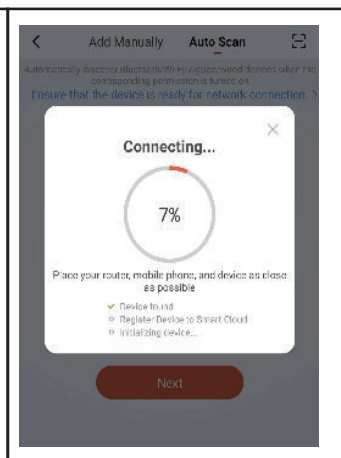 Add Manually Auto Scan
Automatically discover Bluetooth/Wi-Fi/ wired devices when the
corresponding permission is turned on
Ensure that the device is ready for network connection
Connecting...
7%
Place your router, mobile phone, and device as close
as possible
Device found
Register Device to Smart Cloud
Initializing device...
Next